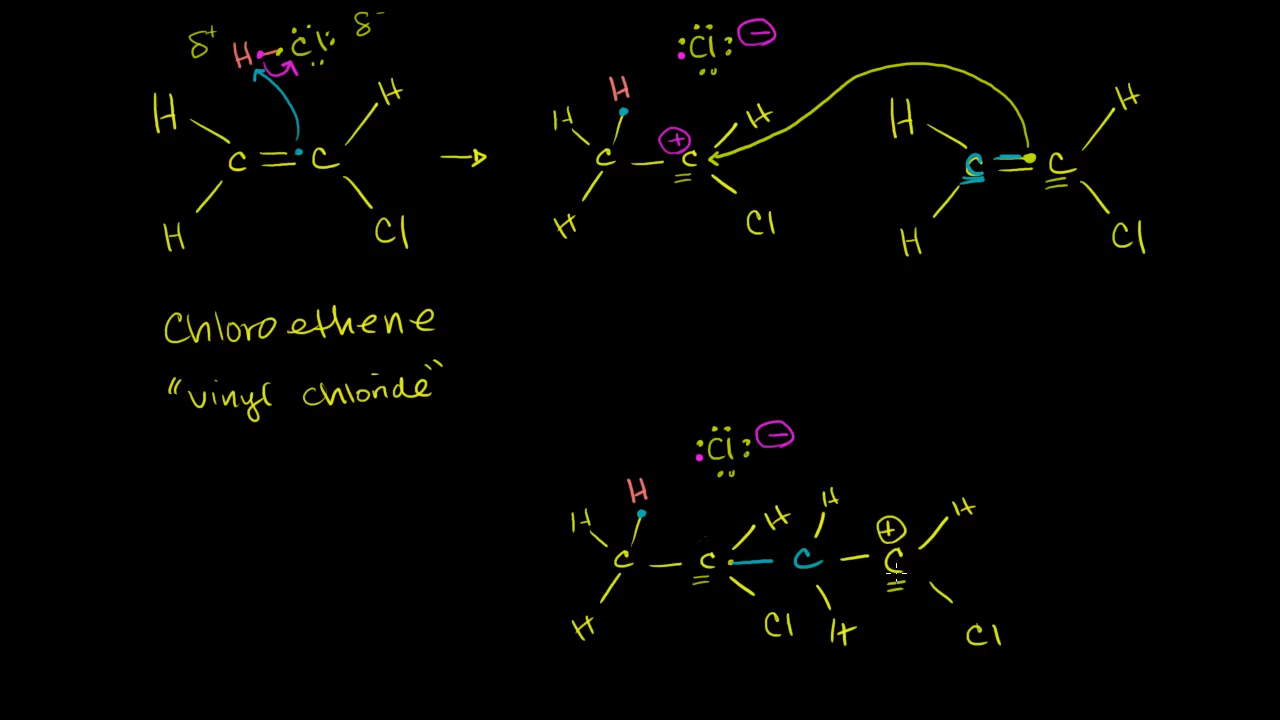 δ+ H–Cl: δ−
H H C=C H Cl
→
:Cl: −
H H C–C + H H Cl
H H C=C H Cl
Chloroethene
"vinyl chloride"
:Cl: −
H H C–C H H C–C + H
H Cl H Cl